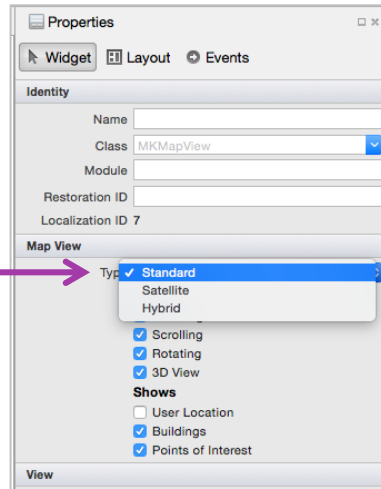 Properties
Widget Layout Events
Identity
Name
Class MKMapView
Module
Restoration ID
Localization ID 7
Map View
Typ ✓ Standard
Satellite
Hybrid
Scrolling
Rotating
3D View
Shows
User Location
Buildings
Points of Interest
View